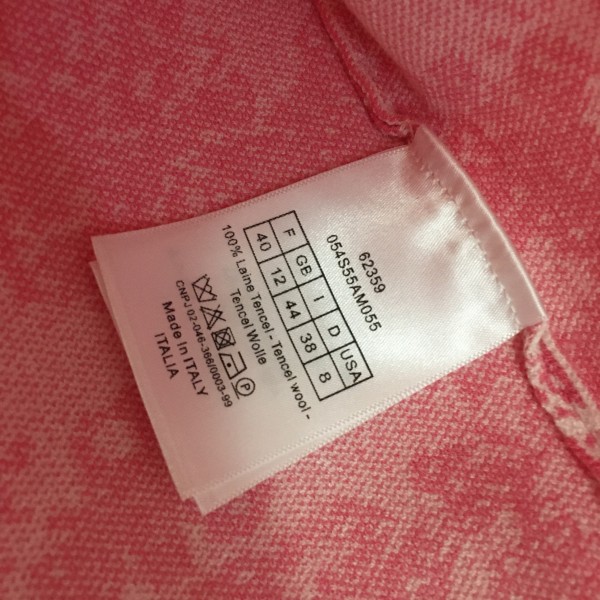 62359
054S55AM055
F GB I D USA
40 12 44 38 8
100% Laine Tencel - Tencel wool -
Tencel Wolle
P
CNPJ 02-046-366/0003-99
Made In ITALY
ITALIA